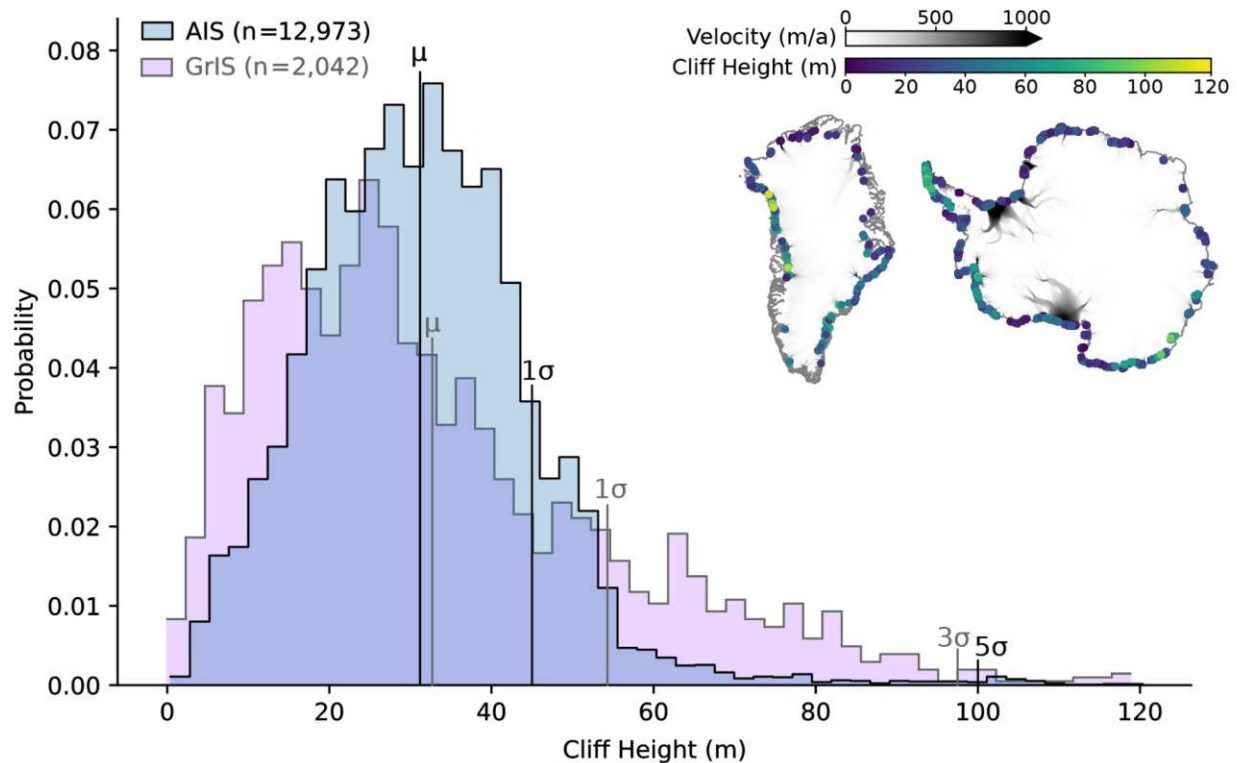 AIS (n=12,973)
GrIS (n=2,042)
Velocity (m/a)
0 500 1000
Cliff Height (m)
0 20 40 60 80 100 120
μ
μ
1σ
1σ
3σ
5σ
Probability
0.08
0.07
0.06
0.05
0.04
0.03
0.02
0.01
0.00
0 20 40 60 80 100 120
Cliff Height (m)